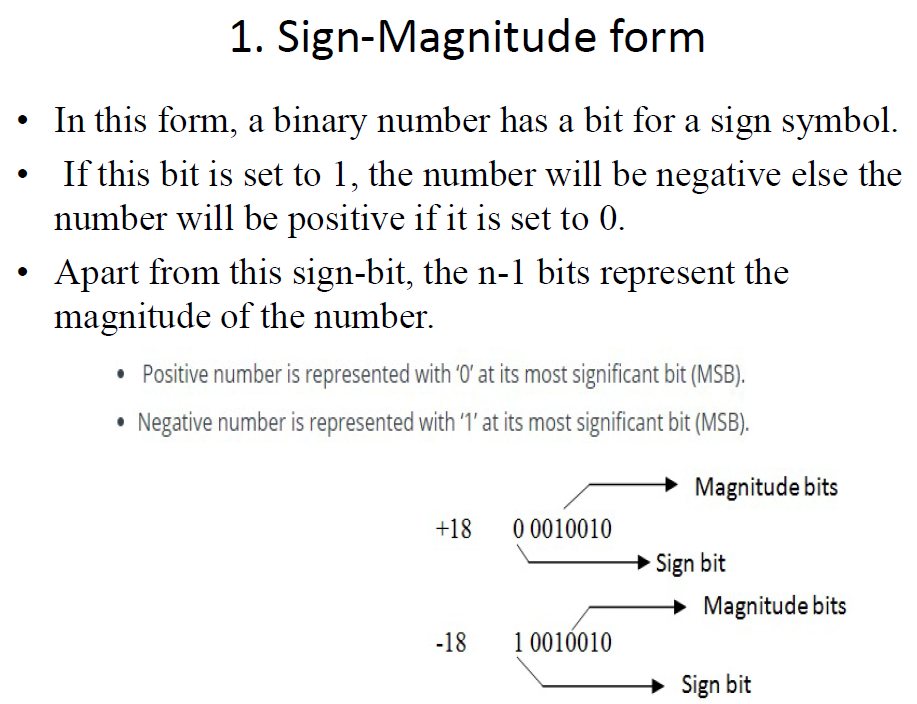 1. Sign-Magnitude form
• In this form, a binary number has a bit for a sign symbol.
• If this bit is set to 1, the number will be negative else the
number will be positive if it is set to 0.
• Apart from this sign-bit, the n-1 bits represent the
magnitude of the number.
• Positive number is represented with ‘0’ at its most significant bit (MSB).
• Negative number is represented with ‘1’ at its most significant bit (MSB).
Magnitude bits
+18 0 0010010
Sign bit
Magnitude bits
-18 1 0010010
Sign bit